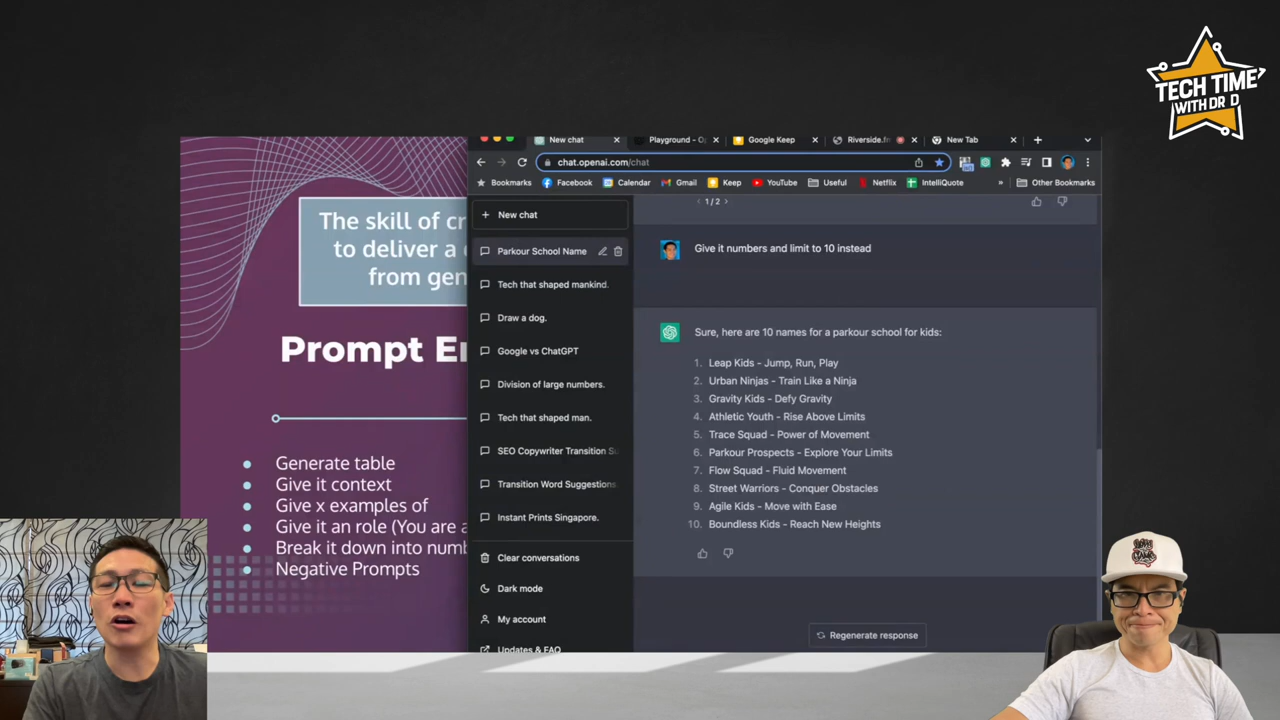 TECH TIME
WITH DR D
The skill of cr
to deliver a
from gen
Prompt E
Generate table
Give it context
Give x examples of
Give it an role (You are a
Break it down into num
Negative Prompts
New chat
Playground - O
Google Keep
Riverside.f
New Tab
chat.openai.com/chat
Bookmarks
Facebook
Calendar
Gmail
Keep
YouTube
Useful
Netflix
IntelliQuote
»
Other Bookmarks
+ New chat
Parkour School Name
Tech that shaped mankind.
Draw a dog.
Google vs ChatGPT
Division of large numbers.
Tech that shaped man.
SEO Copywriter Transition Su
Transition Word Suggestions.
Instant Prints Singapore.
Clear conversations
Dark mode
My account
Updates & FAQ
< 1 / 2 >
Give it numbers and limit to 10 instead
Sure, here are 10 names for a parkour school for kids:
1. Leap Kids - Jump, Run, Play
2. Urban Ninjas - Train Like a Ninja
3. Gravity Kids - Defy Gravity
4. Athletic Youth - Rise Above Limits
5. Trace Squad - Power of Movement
6. Parkour Prospects - Explore Your Limits
7. Flow Squad - Fluid Movement
8. Street Warriors - Conquer Obstacles
9. Agile Kids - Move with Ease
10. Boundless Kids - Reach New Heights
Regenerate response